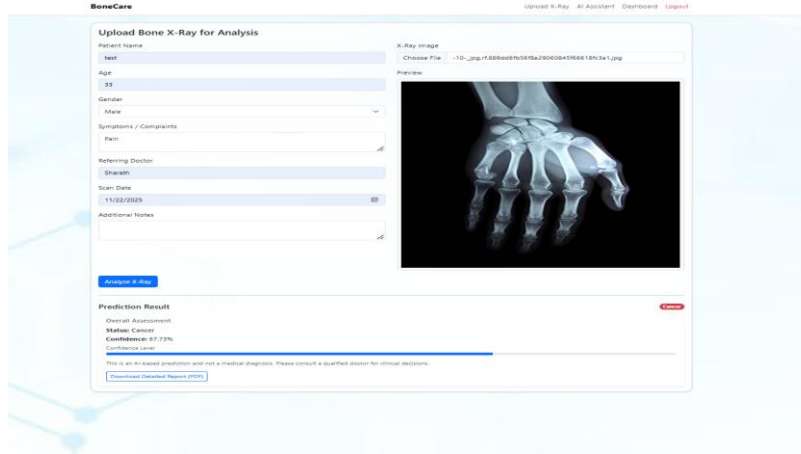 BoneCare
Upload X-Ray AI Assistant Dashboard Logout
Upload Bone X-Ray for Analysis
Patient Name
test
Age
33
Gender
Male
Symptoms / Complaints
Pain
Referring Doctor
Sharath
Scan Date
11/22/2025
Additional Notes
X-Ray Image
Choose File
Preview
Analyze X-Ray
Prediction Result
Cancer
Overall Assessment
Status: Cancer
Confidence: 67.73%
Confidence Level
This is an AI-based prediction and not a medical diagnosis. Please consult a qualified doctor for clinical decisions.
Download Detailed Report (PDF)